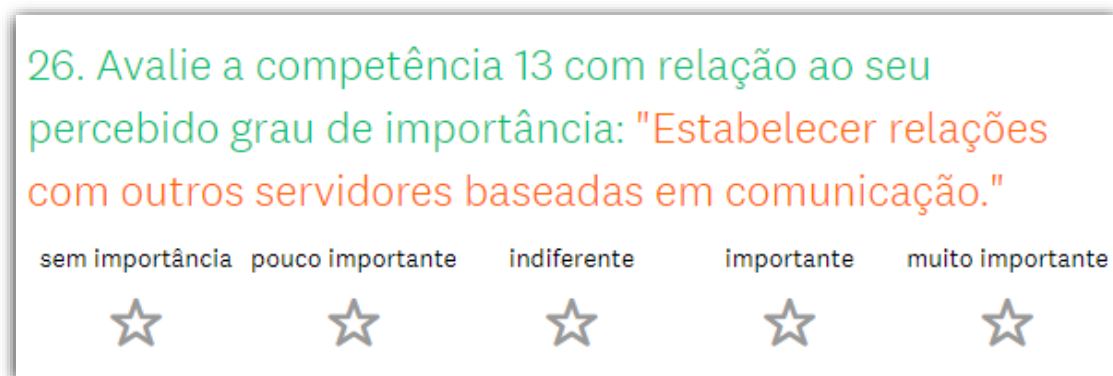 26. Avalie a competência 13 com relação ao seu
percebido grau de importância: "Estabelecer relações
com outros servidores baseadas em comunicação."
sem importância pouco importante indiferente importante muito importante